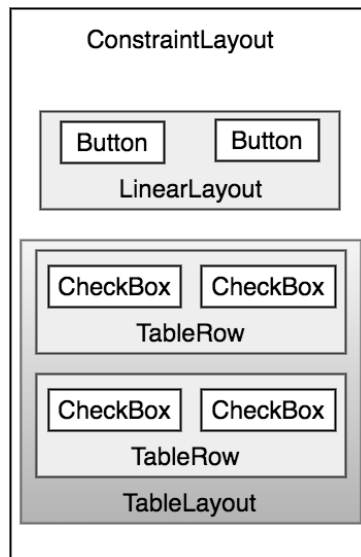 ConstraintLayout
Button Button
LinearLayout
CheckBox CheckBox
TableRow
CheckBox CheckBox
TableRow
TableLayout